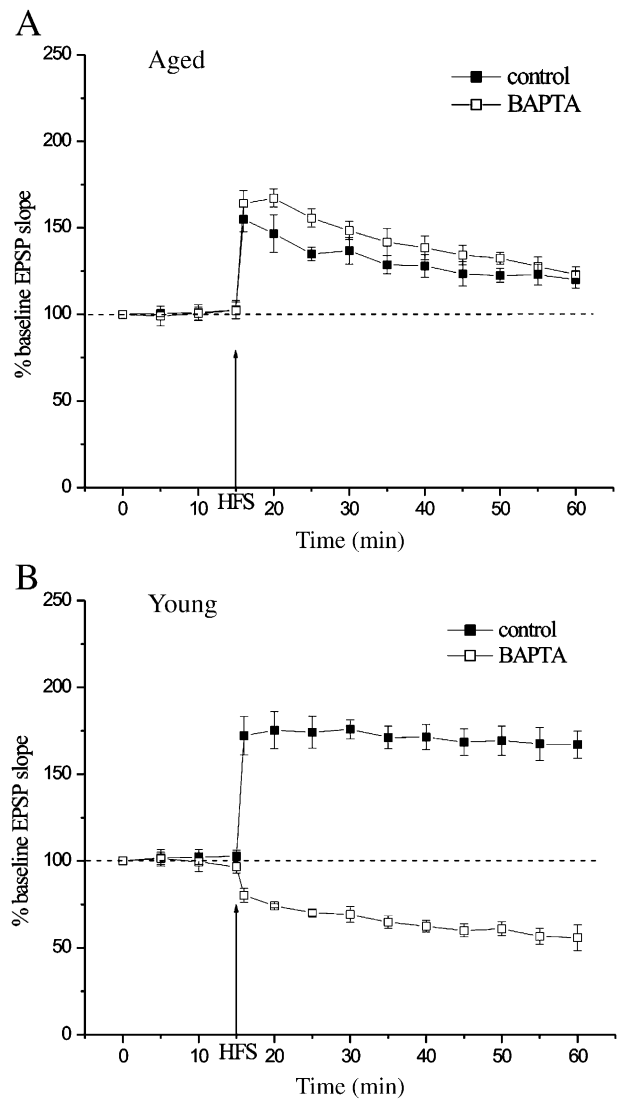 A
Aged
control
BAPTA
% baseline EPSP slope
250
200
150
100
50
0
0 10 HFS 20 30 40 50 60
Time (min)
B
Young
control
BAPTA
% baseline EPSP slope
250
200
150
100
50
0
0 10 HFS 20 30 40 50 60
Time (min)